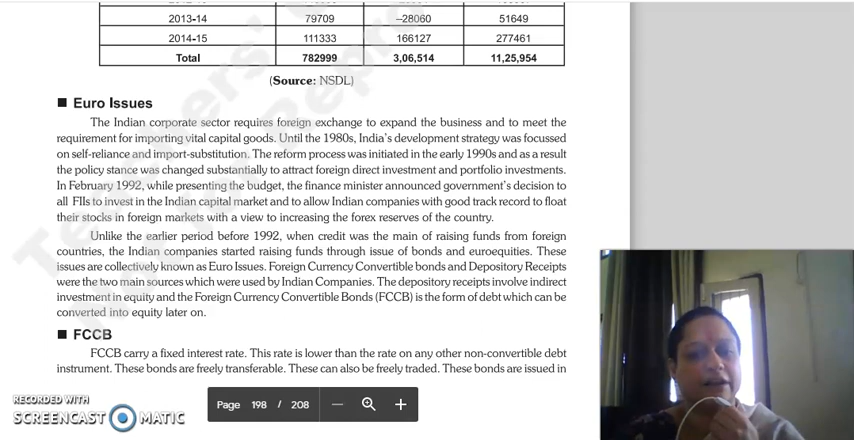 2013-14 79709 –28060 51649
2014-15 111333 166127 277461
Total 782999 3,06,514 11,25,954
(Source: NSDL)
■ Euro Issues
The Indian corporate sector requires foreign exchange to expand the business and to meet the
requirement for importing vital capital goods. Until the 1980s, India's development strategy was focussed
on self-reliance and import-substitution. The reform process was initiated in the early 1990s and as a result
the policy stance was changed substantially to attract foreign direct investment and portfolio investments.
In February 1992, while presenting the budget, the finance minister announced government's decision to
all FIIs to invest in the Indian capital market and to allow Indian companies with good track record to float
their stocks in foreign markets with a view to increasing the forex reserves of the country.
Unlike the earlier period before 1992, when credit was the main of raising funds from foreign
countries, the Indian companies started raising funds through issue of bonds and euroequities. These
issues are collectively known as Euro Issues. Foreign Currency Convertible bonds and Depository Receipts
were the two main sources which were used by Indian Companies. The depository receipts involve indirect
investment in equity and the Foreign Currency Convertible Bonds (FCCB) is the form of debt which can be
converted into equity later on.
■ FCCB
FCCB carry a fixed interest rate. This rate is lower than the rate on any other non-convertible debt
instrument. These bonds are freely transferable. These can also be freely traded. These bonds are issued in
Page 198 / 208
RECORDED WITH
SCREENCAST MATIC